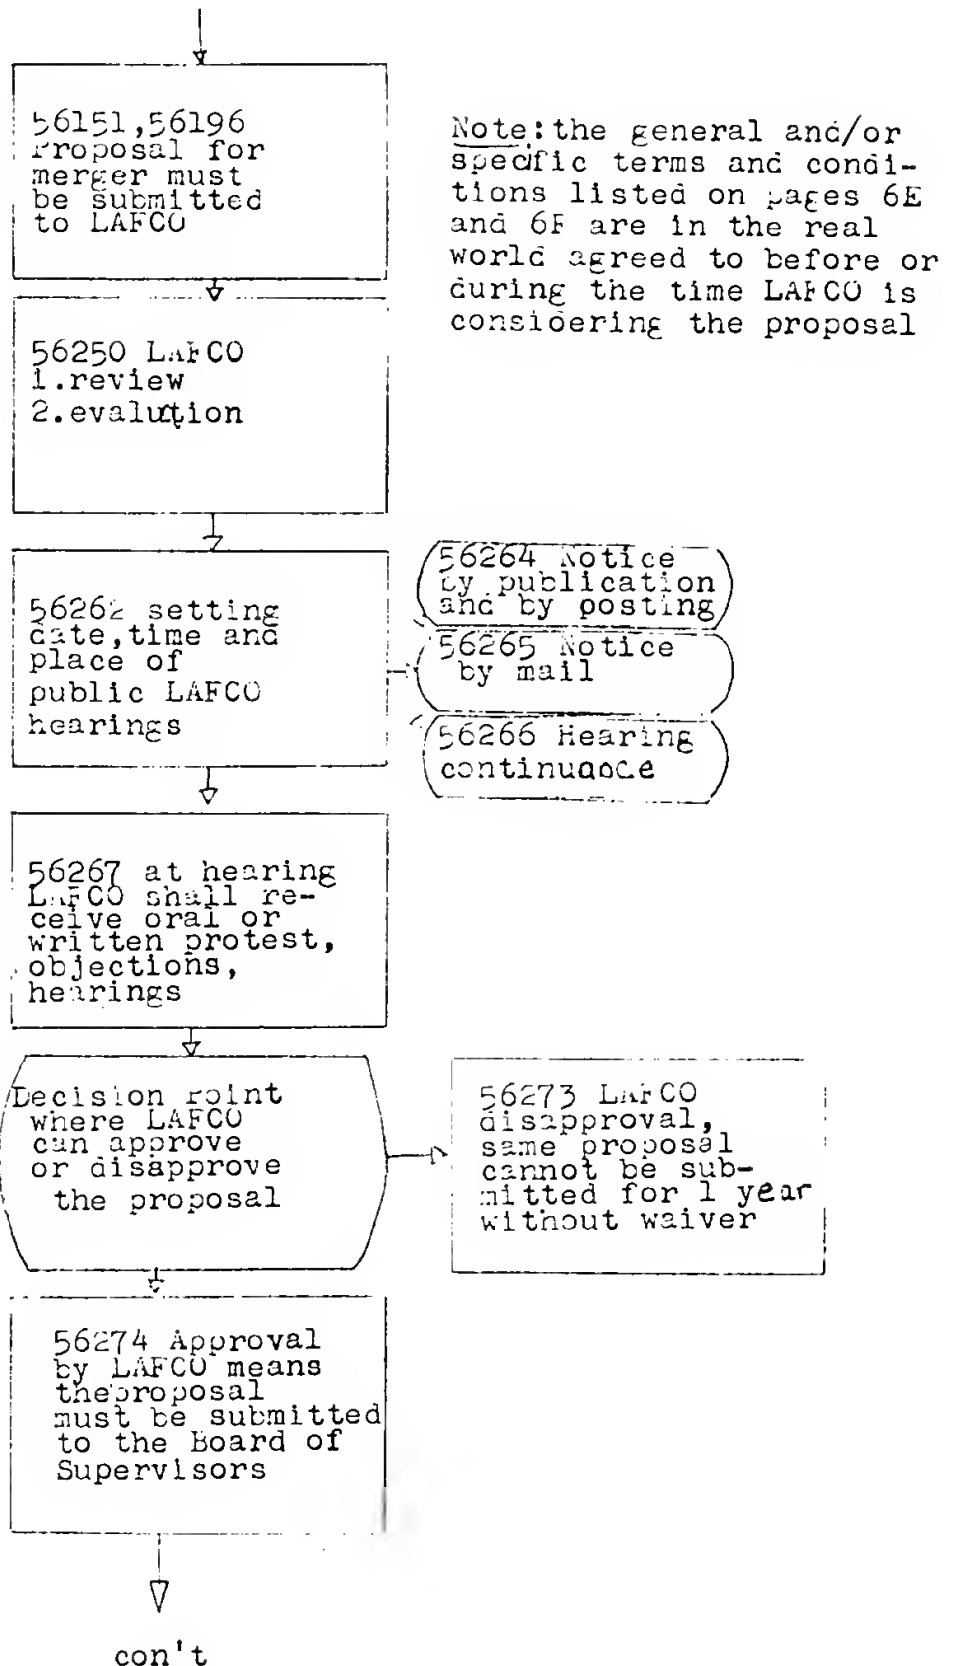 56151,56196
Proposal for
merger must
be submitted
to LAFCO
Note: the general and/or
specific terms and condi-
tions listed on pages 6E
and 6F are in the real
world agreed to before or
during the time LAFCO is
considering the proposal
56250 LAFCO
1.review
2.evalution
56262 setting
date,time and
place of
public LAFCO
hearings
56264 Notice
by publication
and by posting
56265 Notice
by mail
56266 Hearing
continuance
56267 at hearing
LAFCO shall re-
ceive oral or
written protest,
objections,
hearings
Decision point
where LAFCO
can approve
or disapprove
the proposal
56273 LAFCO
disapproval,
same proposal
cannot be sub-
mitted for 1 year
without waiver
56274 Approval
by LAFCO means
the proposal
must be submitted
to the Board of
Supervisors
con't